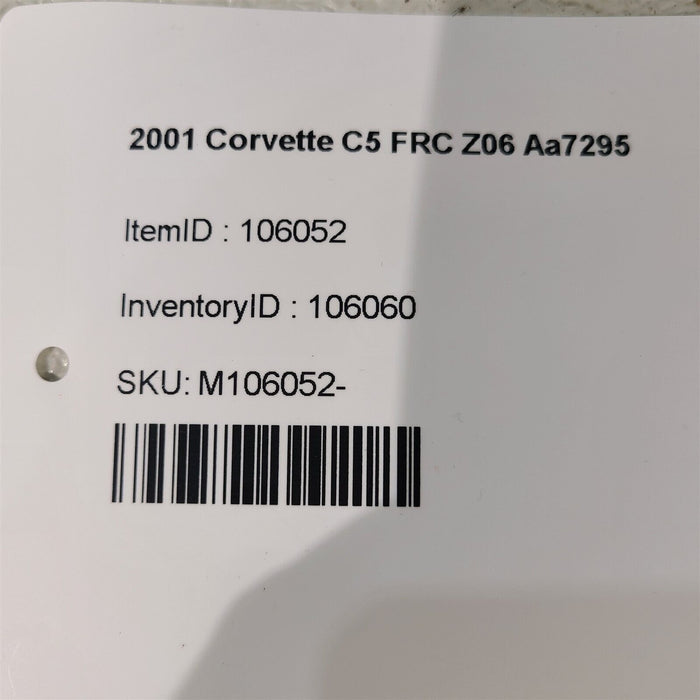 2001 Corvette C5 FRC Z06 Aa7295
ItemID : 106052
InventoryID : 106060
SKU: M106052-